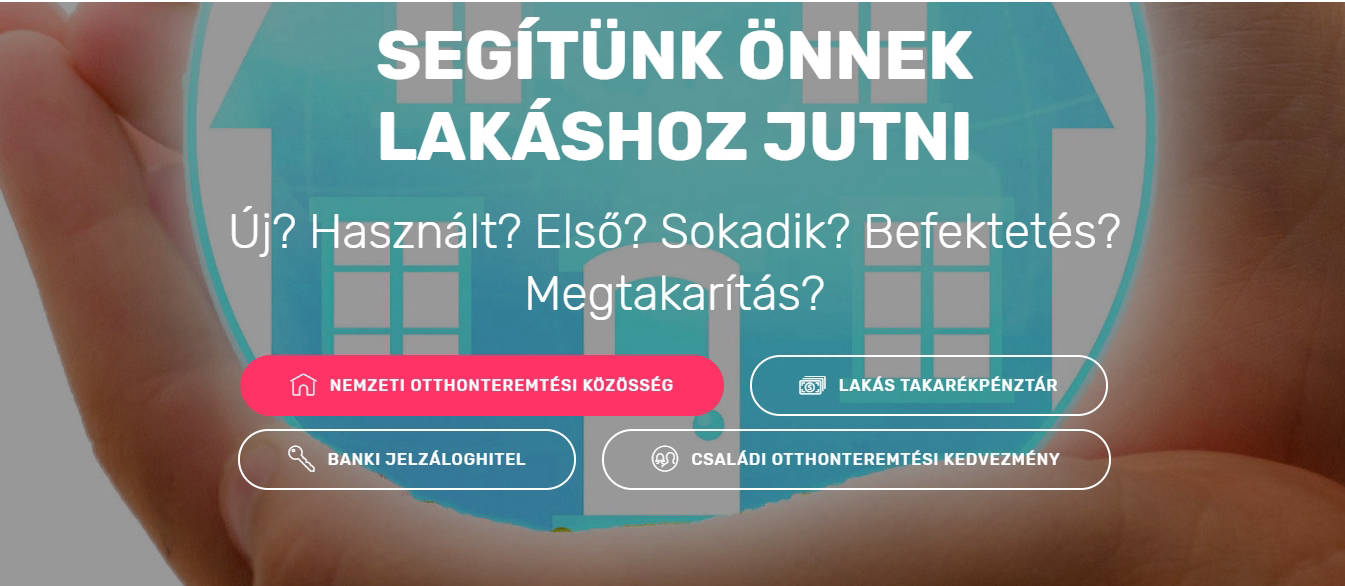 SEGÍTÜNK ÖNNEK
LAKÁSHOZ JUTNI
Új? Használt? Első? Sokadik? Befektetés?
Megtakarítás?
NEMZETI OTTHONTEREMTÉSI KÖZÖSSÉG
LAKÁS TAKARÉKPÉNZTÁR
BANKI JELZÁLOGHITEL
CSALÁDI OTTHONTEREMTÉSI KEDVEZMÉNY